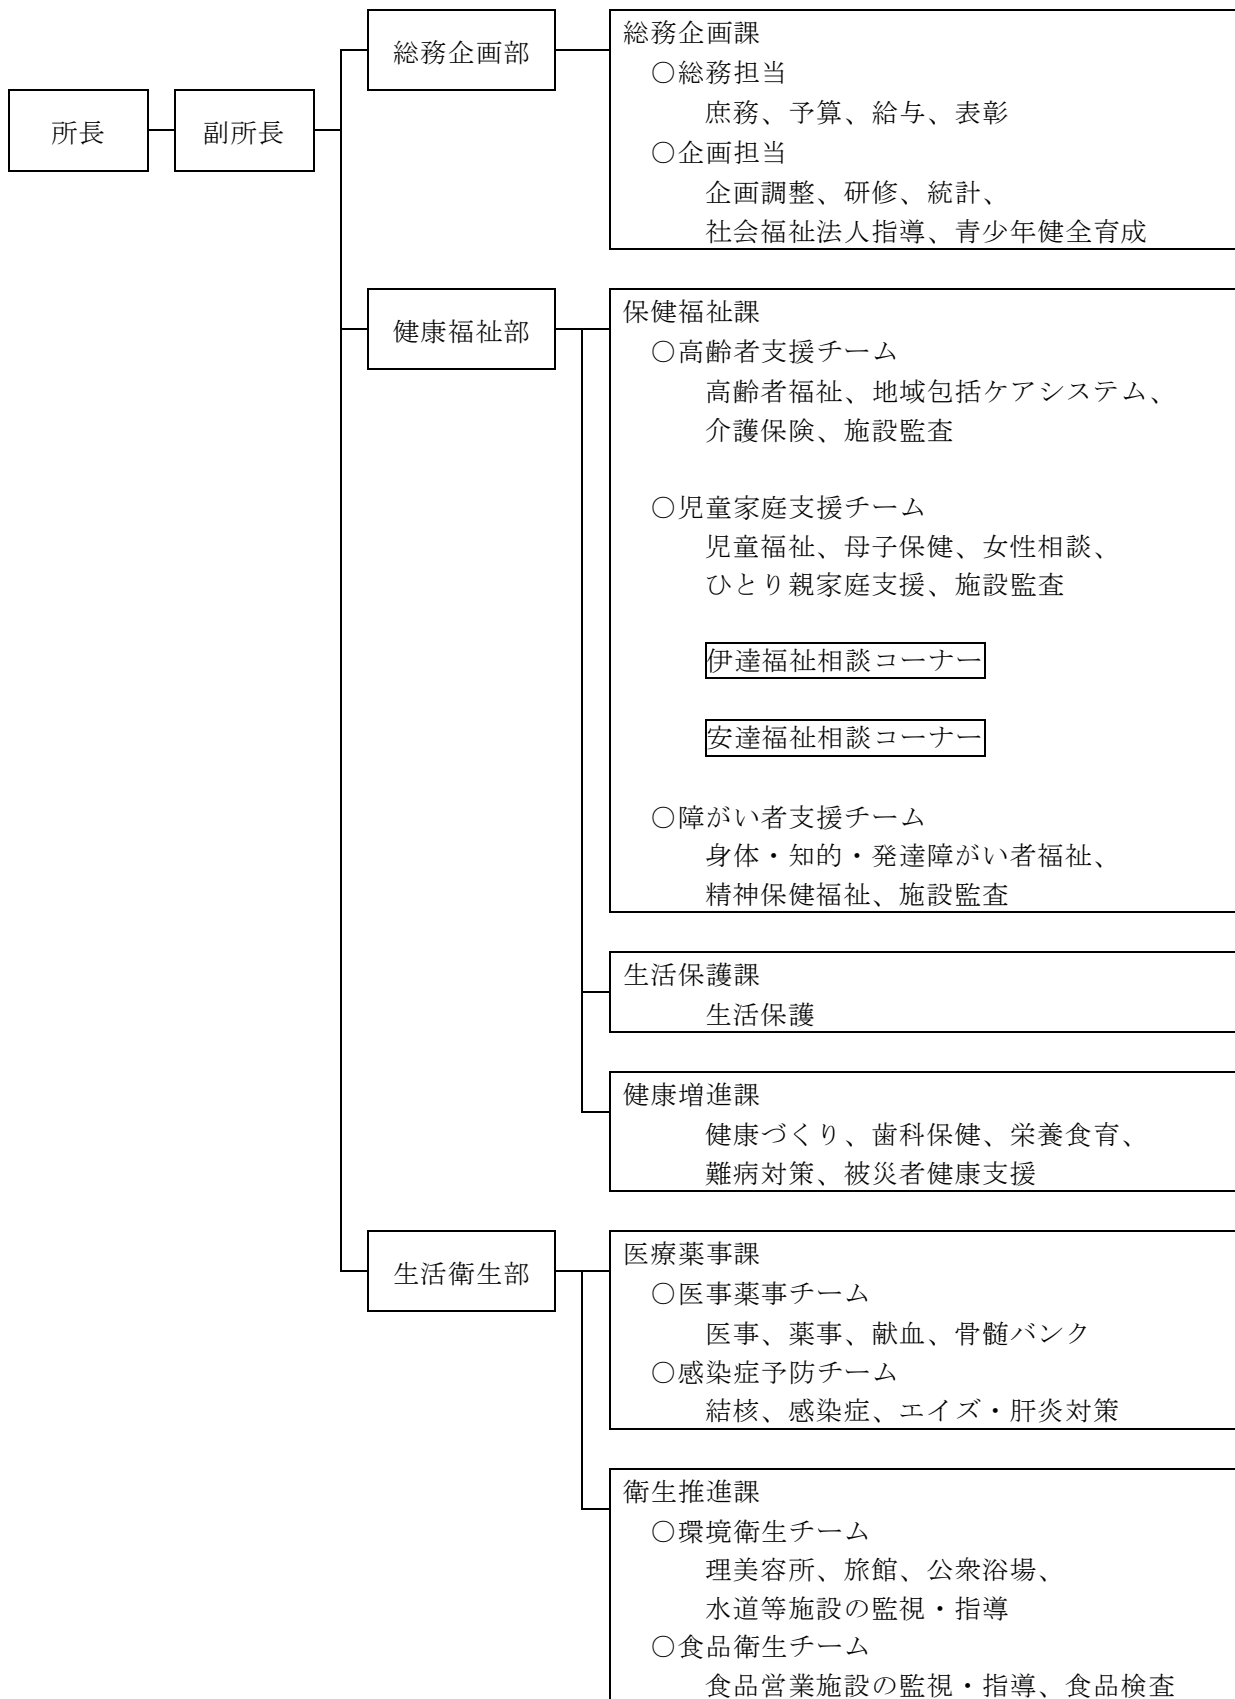 所長
副所長
総務企画部
総務企画課
○総務担当
庶務、予算、給与、表彰
○企画担当
企画調整、研修、統計、
社会福祉法人指導、青少年健全育成
健康福祉部
保健福祉課
○高齢者支援チーム
高齢者福祉、地域包括ケアシステム、
介護保険、施設監査
○児童家庭支援チーム
児童福祉、母子保健、女性相談、
ひとり親家庭支援、施設監査
伊達福祉相談コーナー
安達福祉相談コーナー
○障がい者支援チーム
身体・知的・発達障がい者福祉、
精神保健福祉、施設監査
生活保護課
生活保護
健康増進課
健康づくり、歯科保健、栄養食育、
難病対策、被災者健康支援
生活衛生部
医療薬事課
○医事薬事チーム
医事、薬事、献血、骨髄バンク
○感染症予防チーム
結核、感染症、エイズ・肝炎対策
衛生推進課
○環境衛生チーム
理美容所、旅館、公衆浴場、
水道等施設の監視・指導
○食品衛生チーム
食品営業施設の監視・指導、食品検査